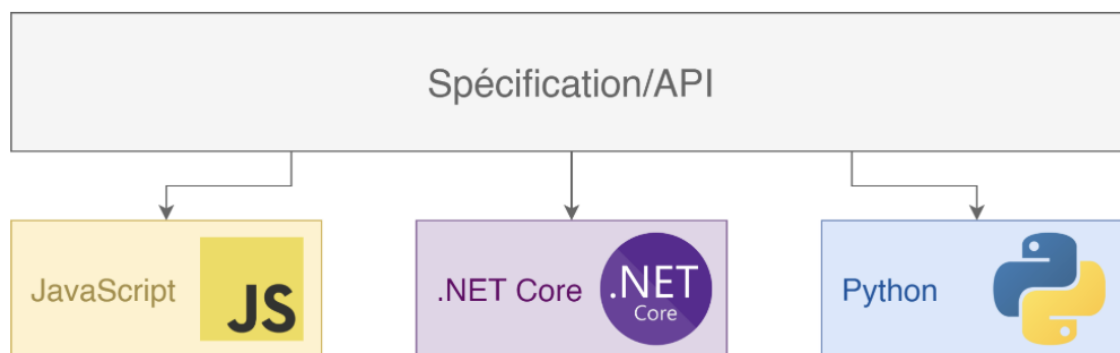 Spécification/API
JavaScript
JS
.NET Core
.NET
Core
Python